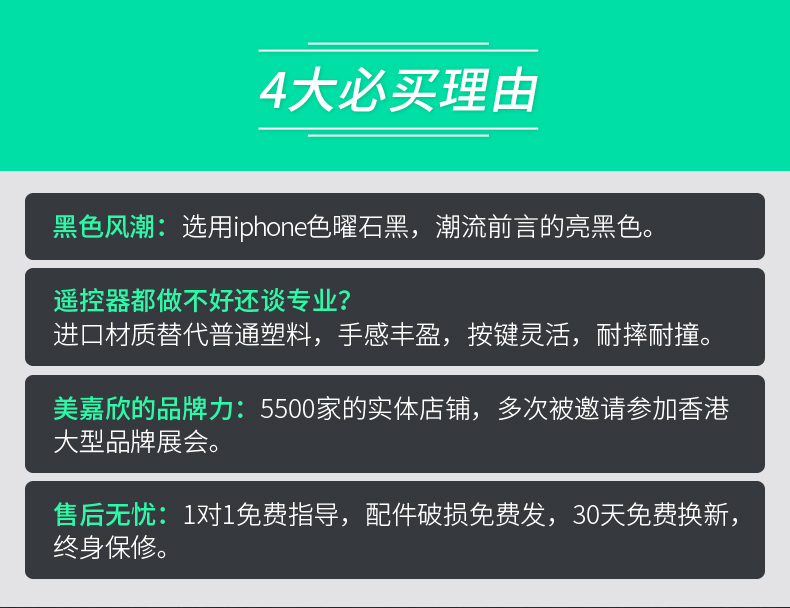 4大必买理由
黑色风潮：选用iphone色曜石黑，潮流前言的亮黑色。
遥控器都做不好还谈专业？
进口材质替代普通塑料，手感丰盈，按键灵活，耐摔耐撞。
美嘉欣的品牌力：5500家的实体店铺，多次被邀请参加香港
大型品牌展会。
售后无忧：1对1免费指导，配件破损免费发，30天免费换新，
终身保修。